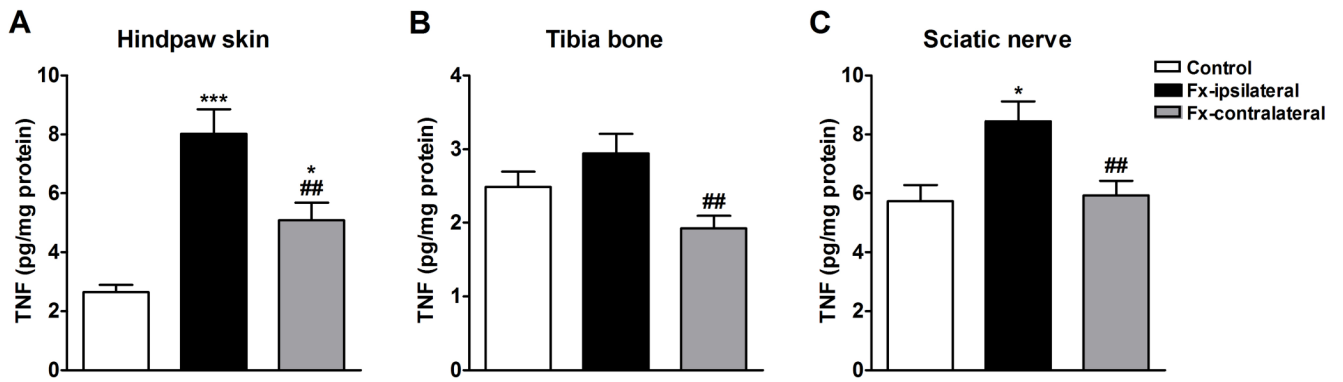 A
Hindpaw skin
TNF (pg/mg protein)
10
8
6
4
2
0
***
*
##
B
Tibia bone
TNF (pg/mg protein)
4
3
2
1
0
##
C
Sciatic nerve
TNF (pg/mg protein)
10
8
6
4
2
0
*
##
Control
Fx-ipsilateral
Fx-contralateral